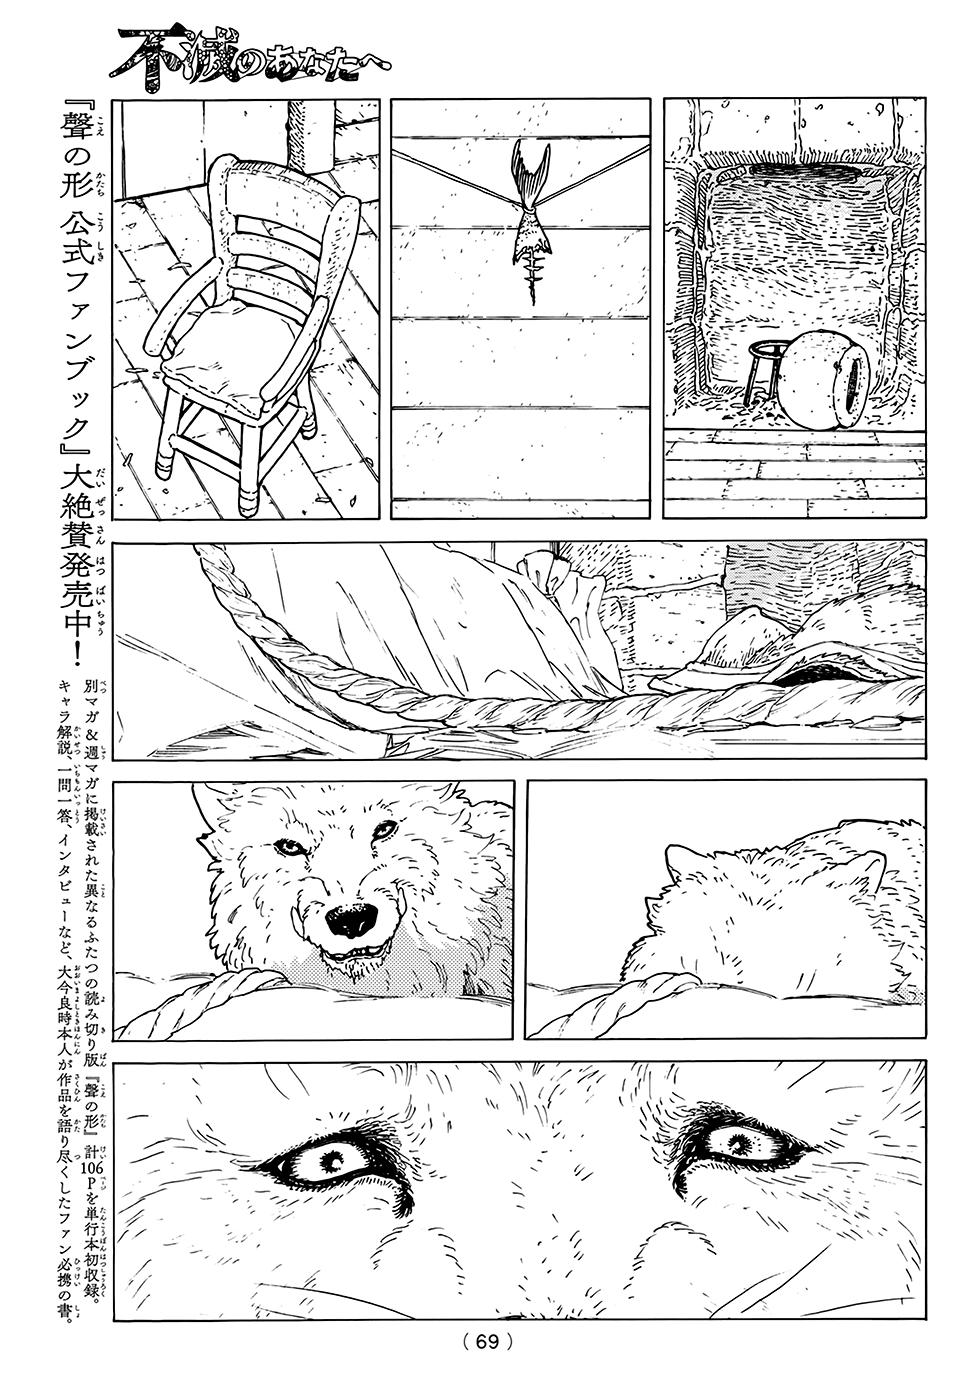 不滅のあなたへ
『聲の形 公式ファンブック』大絶賛発売中！
別マガ&週マガに掲載された異なるふたつの読み切り版『聲の形』計106Pを単行本初収録。
キャラ解説、一問一答、インタビューなど、大今良時本人が作品を語り尽くしたファン必携の書。
(69)